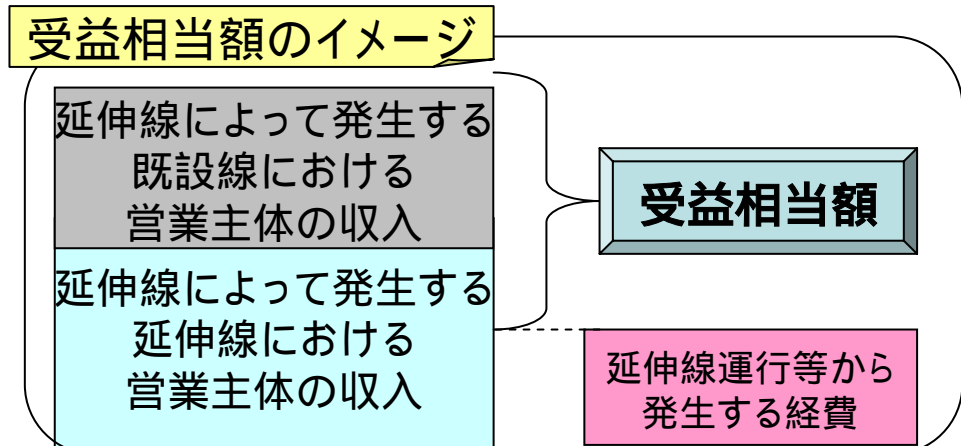 受益相当額のイメージ
延伸線によって発生する
既設線における
営業主体の収入
受益相当額
延伸線によって発生する
延伸線における
営業主体の収入
延伸線運行等から
発生する経費